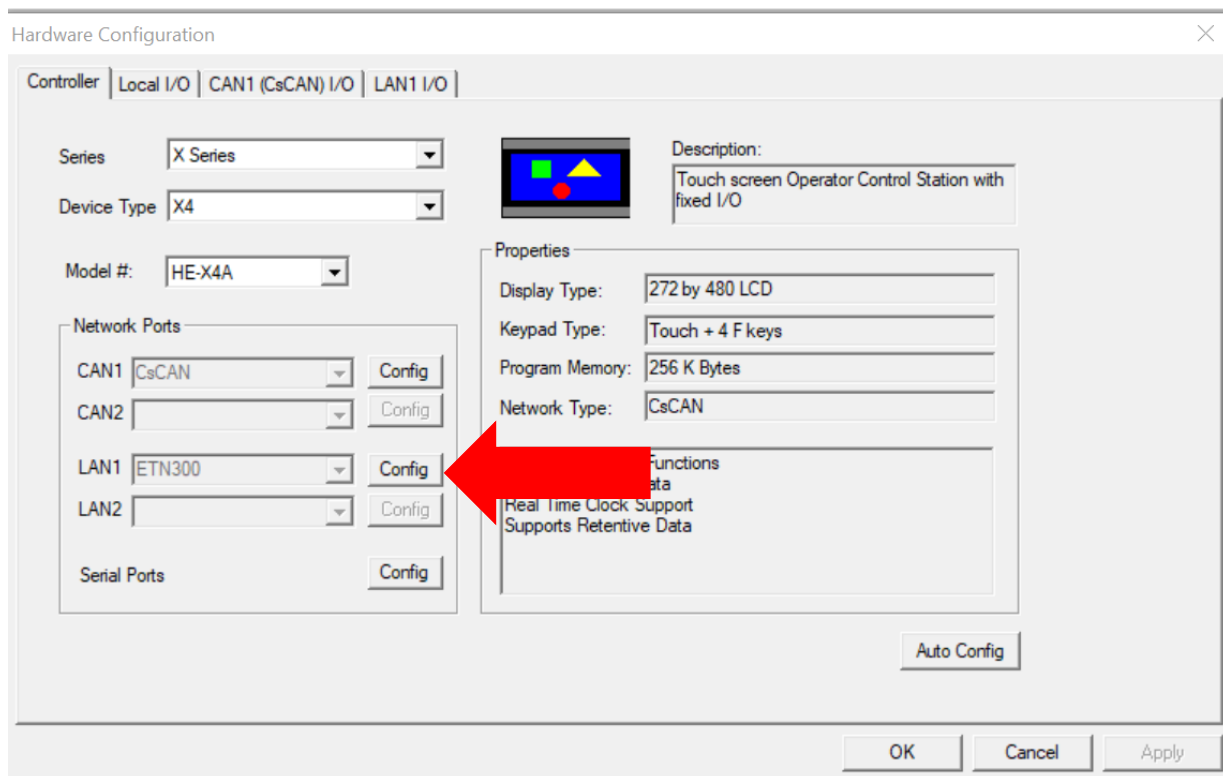 Hardware Configuration
Controller
Local I/O
CAN1 (CsCAN) I/O
LAN1 I/O
Series
X Series
Device Type
X4
Model #:
HE-X4A
Description:
Touch screen Operator Control Station with
fixed I/O
Network Ports
CAN1
CsCAN
Config
CAN2
Config
LAN1
ETN300
Config
LAN2
Config
Serial Ports
Config
Properties
Display Type:
272 by 480 LCD
Keypad Type:
Touch + 4 F keys
Program Memory:
256 K Bytes
Network Type:
CsCAN
Functions
Real Time Clock Support
Supports Retentive Data
Auto Config
OK
Cancel
Apply